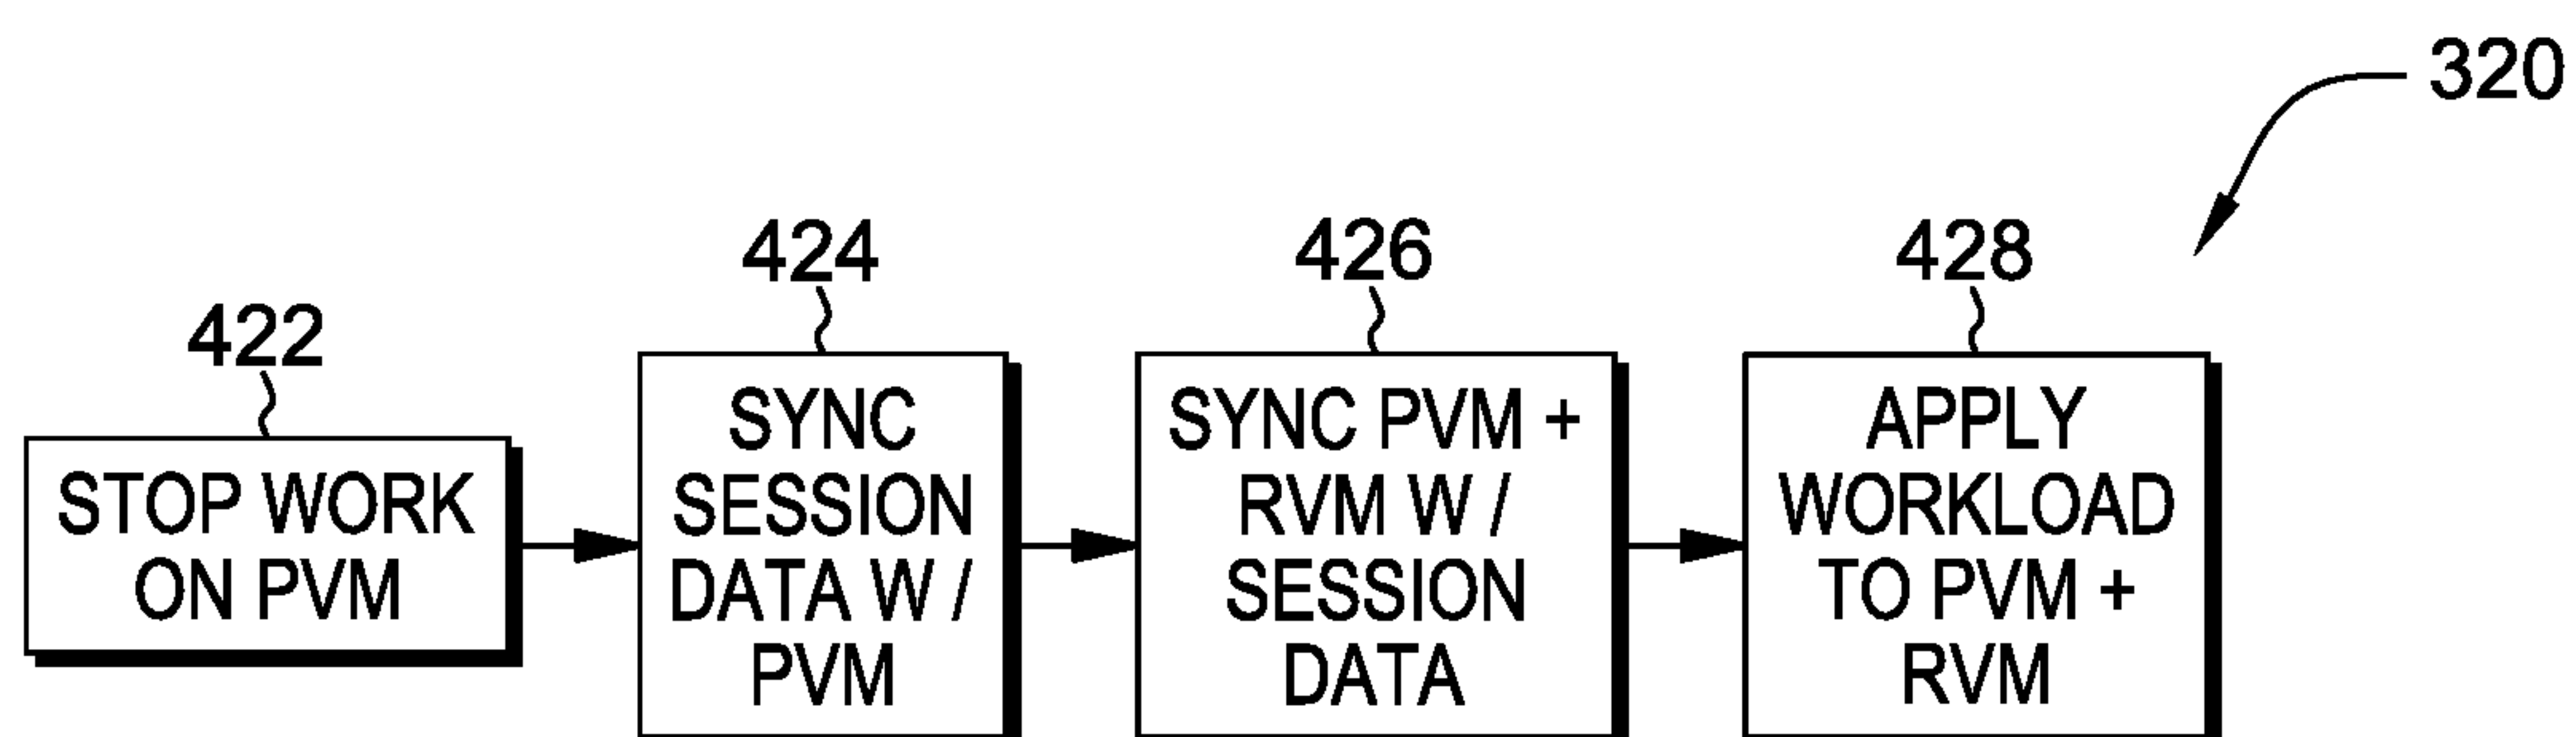 320
422
STOP WORK
ON PVM
424
SYNC
SESSION
DATA W /
PVM
426
SYNC PVM +
RVM W /
SESSION
DATA
428
APPLY
WORKLOAD
TO PVM +
RVM